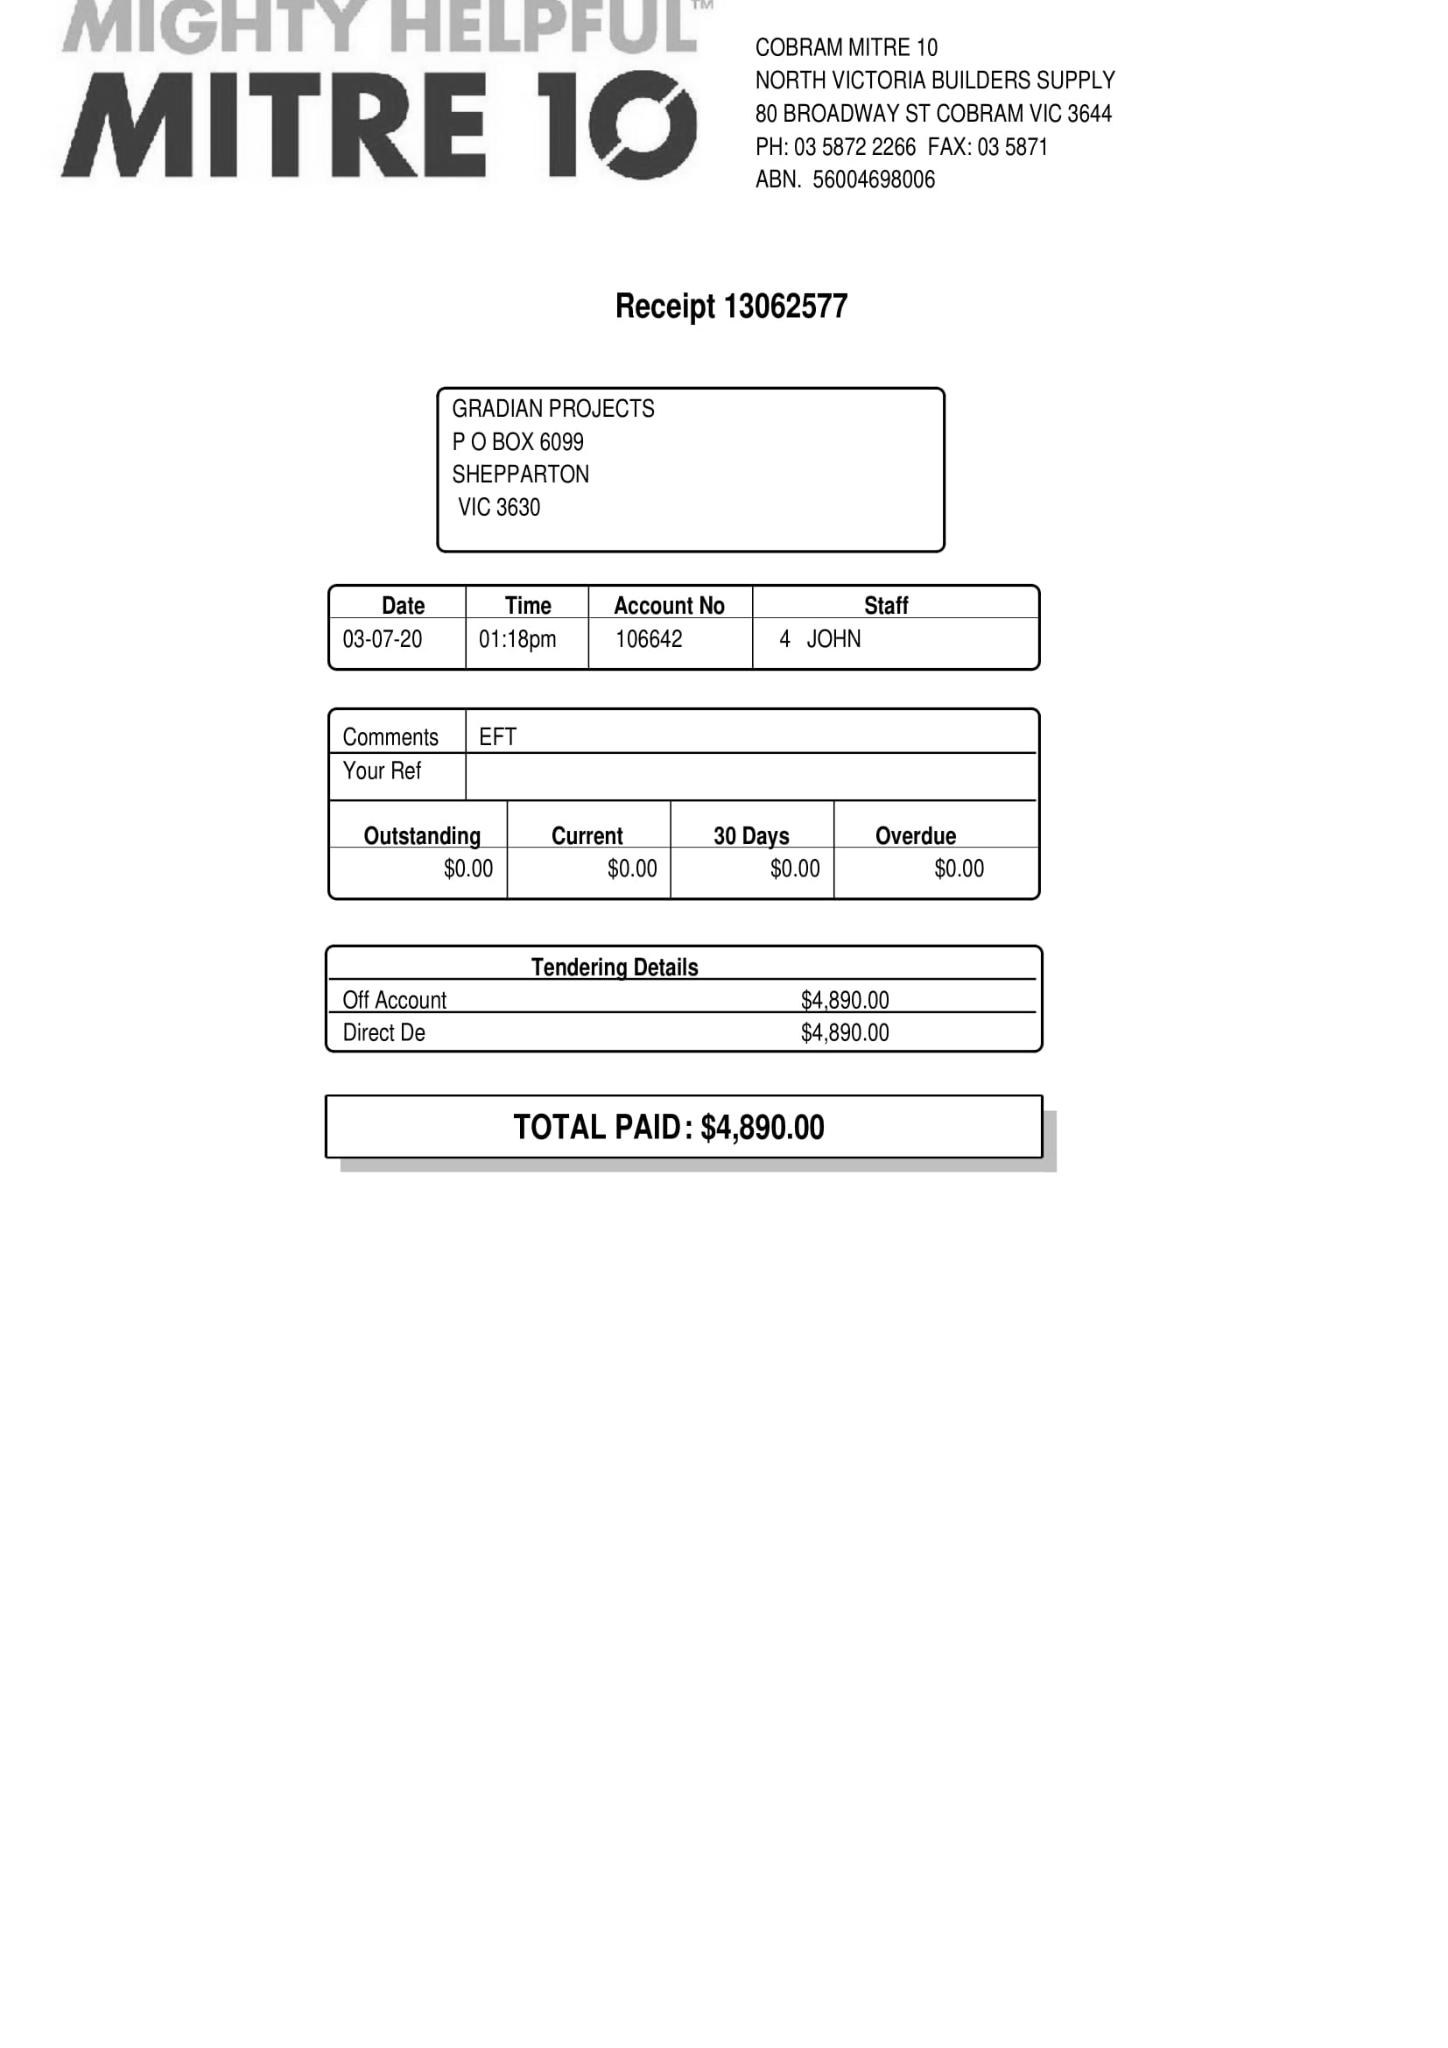 MIGHTY HELPFUL™
MITRE 10
COBRAM MITRE 10
NORTH VICTORIA BUILDERS SUPPLY
80 BROADWAY ST COBRAM VIC 3644
PH: 03 5872 2266 FAX: 03 5871
ABN. 56004698006
Receipt 13062577
GRADIAN PROJECTS
P O BOX 6099
SHEPPARTON
VIC 3630
Date Time Account No Staff
03-07-20 01:18pm 106642 4 JOHN
Comments EFT
Your Ref
Outstanding Current 30 Days Overdue
$0.00 $0.00 $0.00 $0.00
Tendering Details
Off Account $4,890.00
Direct De $4,890.00
TOTAL PAID: $4,890.00